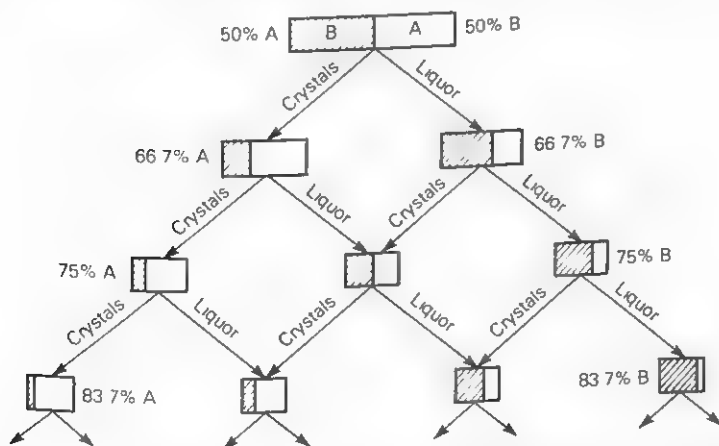 50% A B A 50% B
Crystals Liquor
66 7% A 66 7% B
Crystals Liquor Crystals Liquor
75% A 75% B
Crystals Liquor Crystals Liquor Crystals Liquor
83 7% A 83 7% B